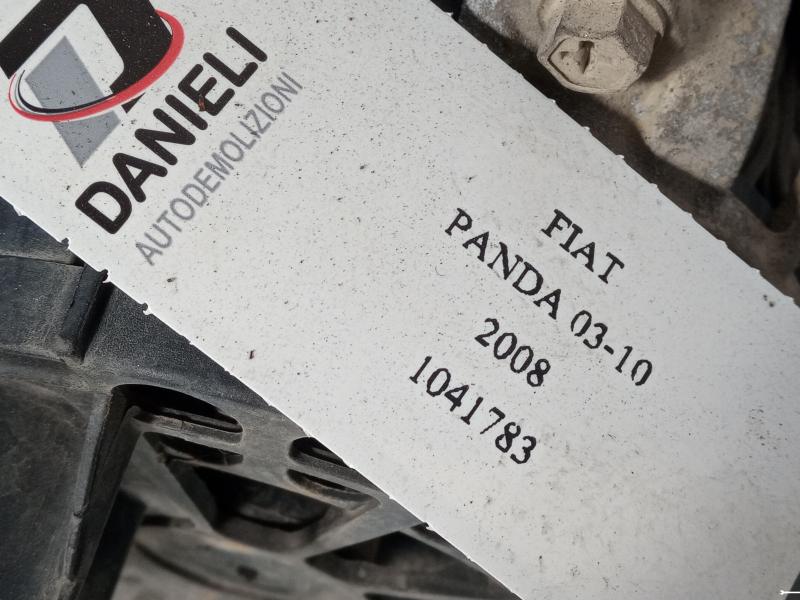 DANIELI
AUTODEMOLIZIONI
FIAT
PANDA 03-10
2008
1041783